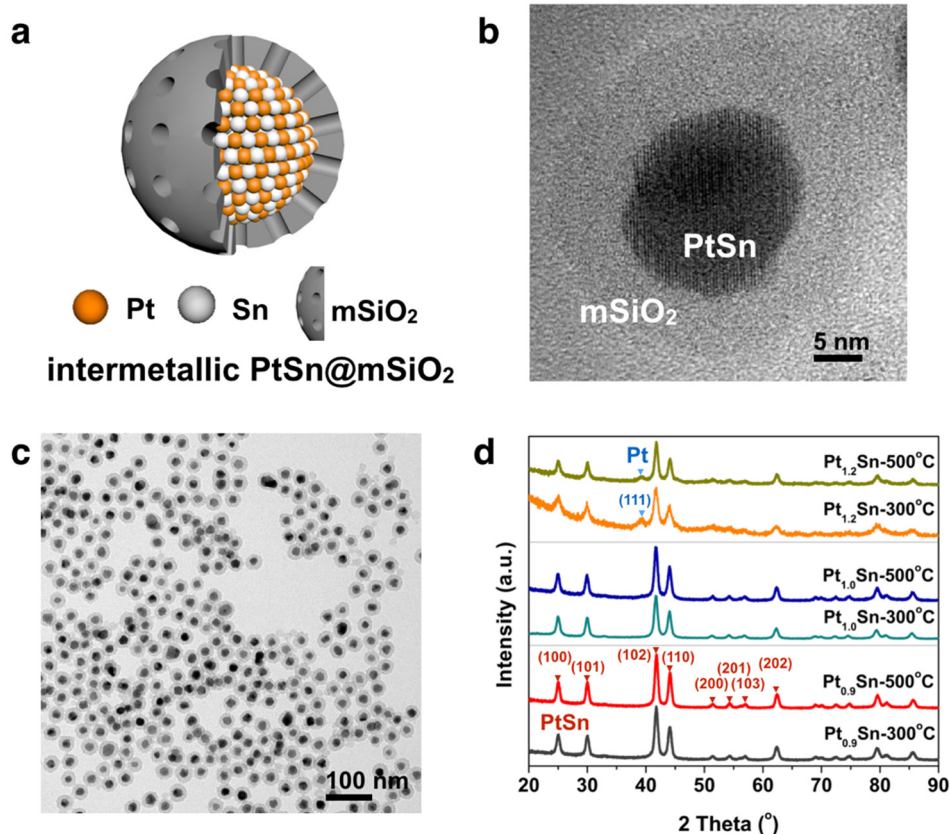 a
Pt
Sn
mSiO₂
intermetallic PtSn@mSiO₂
b
PtSn
mSiO₂
5 nm
c
100 nm
d
Intensity (a.u.)
Pt
(111)
Pt₁.₂Sn-500°C
Pt₁.₂Sn-300°C
Pt₁.₀Sn-500°C
Pt₁.₀Sn-300°C
(100)
(101)
(102)
(110)
(200)
(201)
(103)
(202)
Pt₀.₉Sn-500°C
PtSn
Pt₀.₉Sn-300°C
20 30 40 50 60 70 80 90
2 Theta (°)